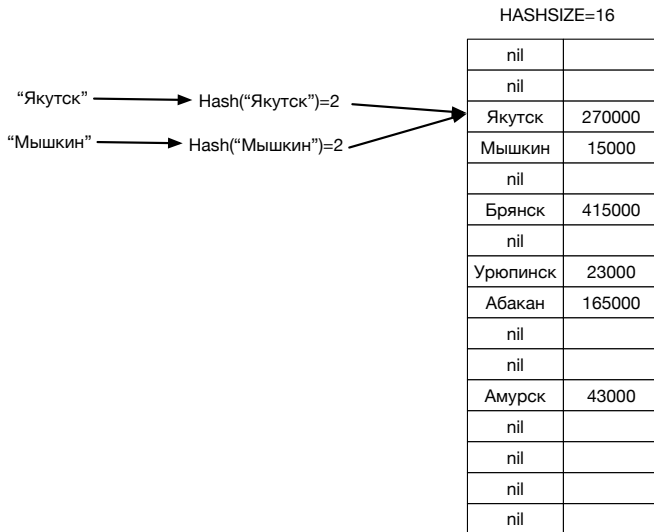 HASHSIZE=16
nil
nil
“Якутск” Hash(“Якутск”)=2
Якутск 270000
“Мышкин” Hash(“Мышкин”)=2
Мышкин 15000
nil
Брянск 415000
nil
Урюпинск 23000
Абакан 165000
nil
nil
Амурск 43000
nil
nil
nil
nil